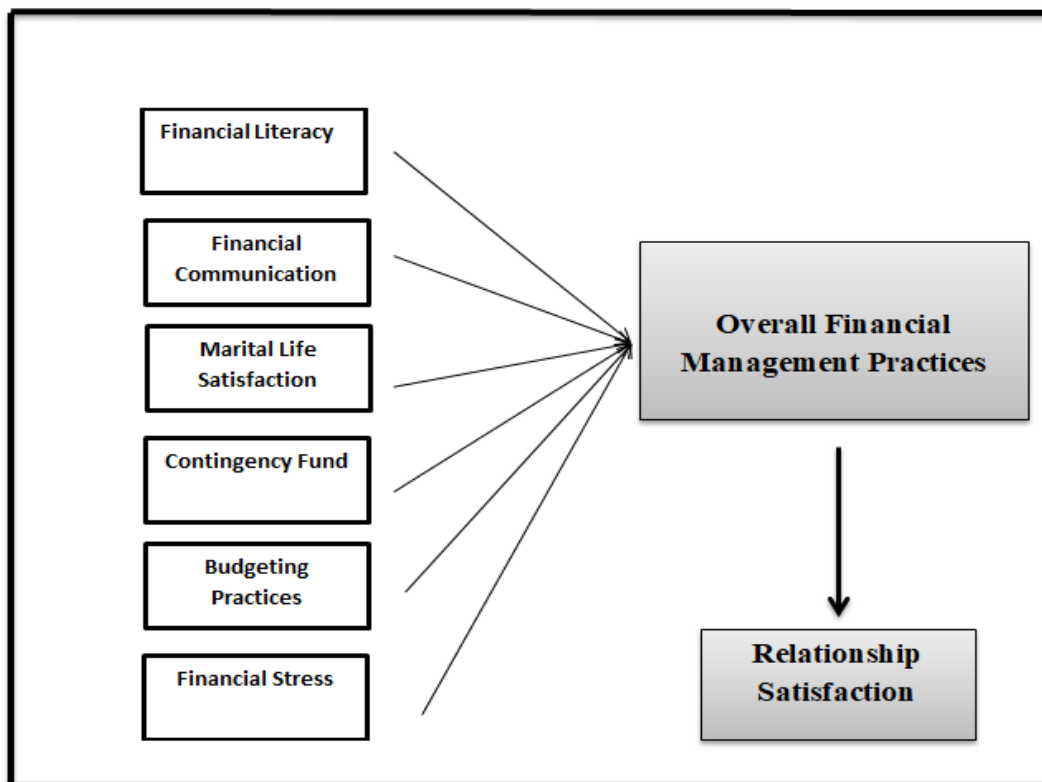 Financial Literacy
Financial
Communication
Marital Life
Satisfaction
Contingency Fund
Budgeting
Practices
Financial Stress
Overall Financial
Management Practices
Relationship
Satisfaction